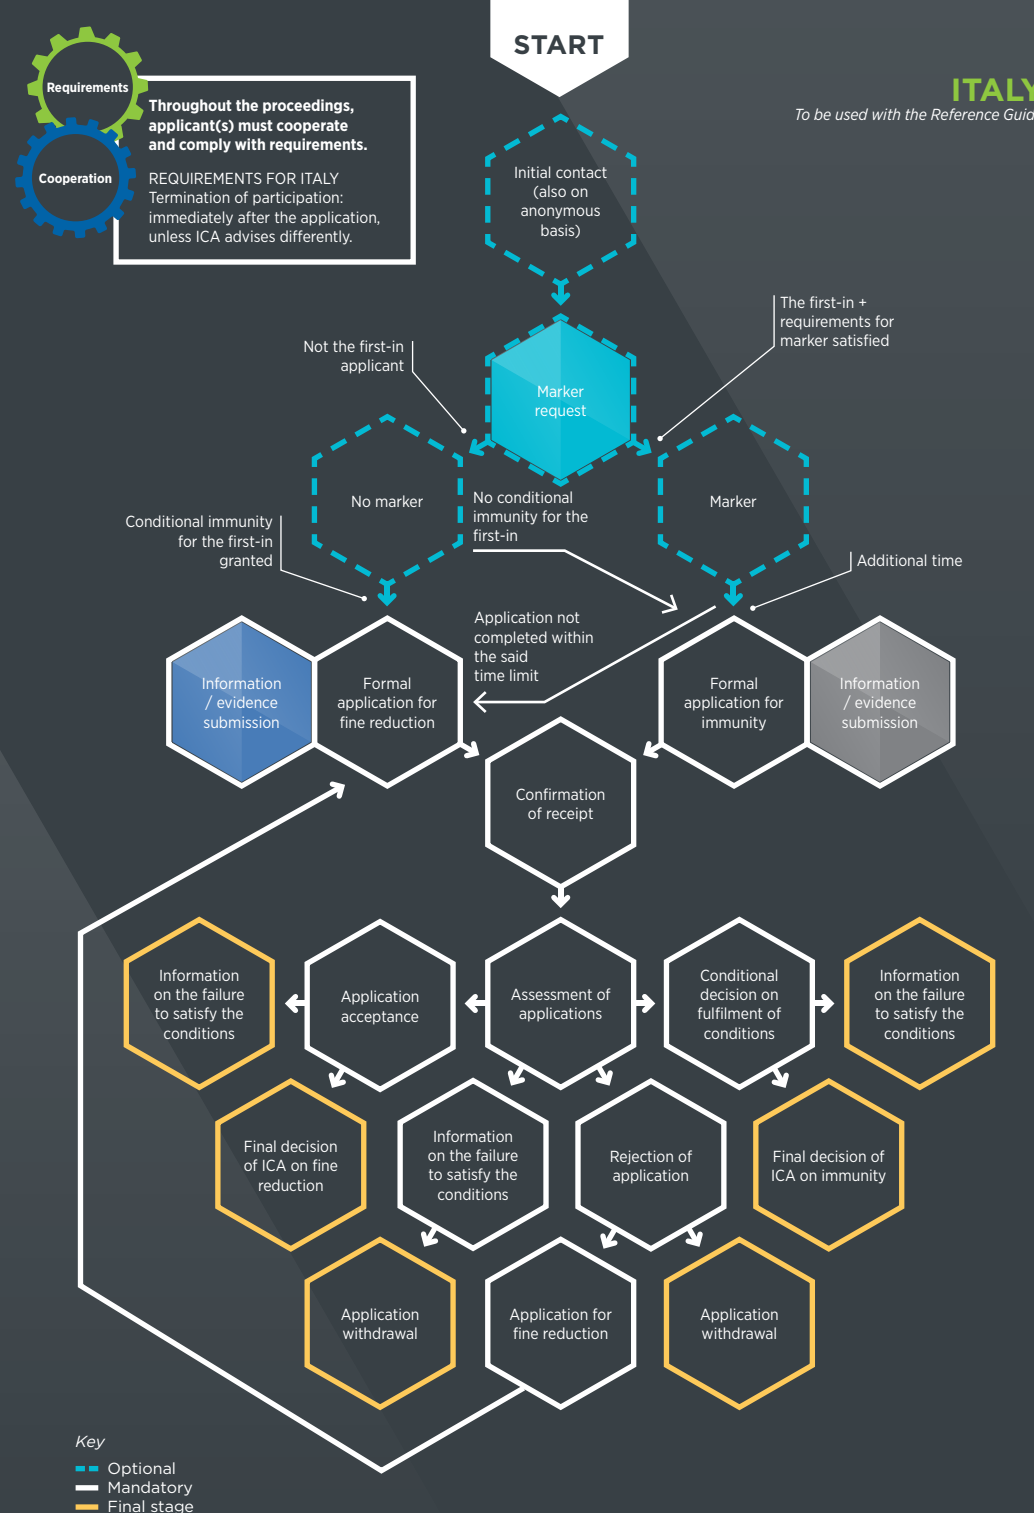 START
ITALY
To be used with the Reference Guid
Requirements
Cooperation
Throughout the proceedings,
applicant(s) must cooperate
and comply with requirements.
REQUIREMENTS FOR ITALY
Termination of participation:
immediately after the application,
unless ICA advises differently.
Initial contact
(also on
anonymous
basis)
The first-in +
requirements for
marker satisfied
Not the first-in
applicant
Marker
request
No marker
No conditional
immunity for the
first-in
Marker
Conditional immunity
for the first-in
granted
Additional time
Application not
completed within
the said
time limit
Information
/ evidence
submission
Formal
application for
fine reduction
Formal
application for
immunity
Information
/ evidence
submission
Confirmation
of receipt
Information
on the failure
to satisfy the
conditions
Application
acceptance
Assessment of
applications
Conditional
decision on
fulfilment of
conditions
Information
on the failure
to satisfy the
conditions
Final decision
of ICA on fine
reduction
Information
on the failure
to satisfy the
conditions
Rejection of
application
Final decision of
ICA on immunity
Application
withdrawal
Application for
fine reduction
Application
withdrawal
Key
Optional
Mandatory
Final stage